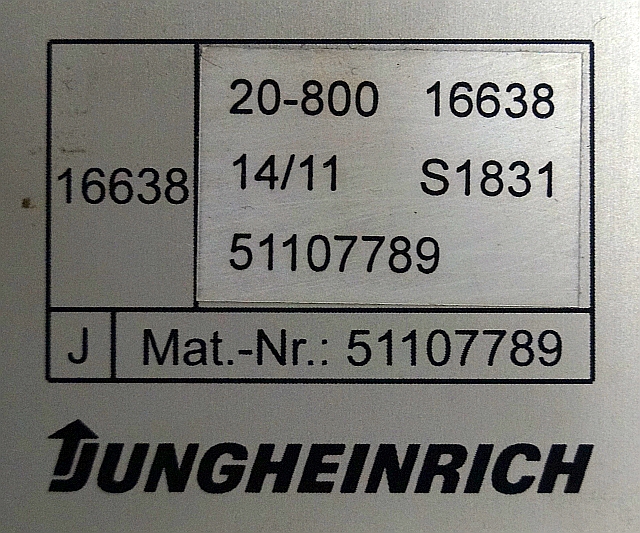 16638
20-800 16638
14/11 S1831
51107789
J Mat.-Nr.: 51107789
JUNGHEINRICH